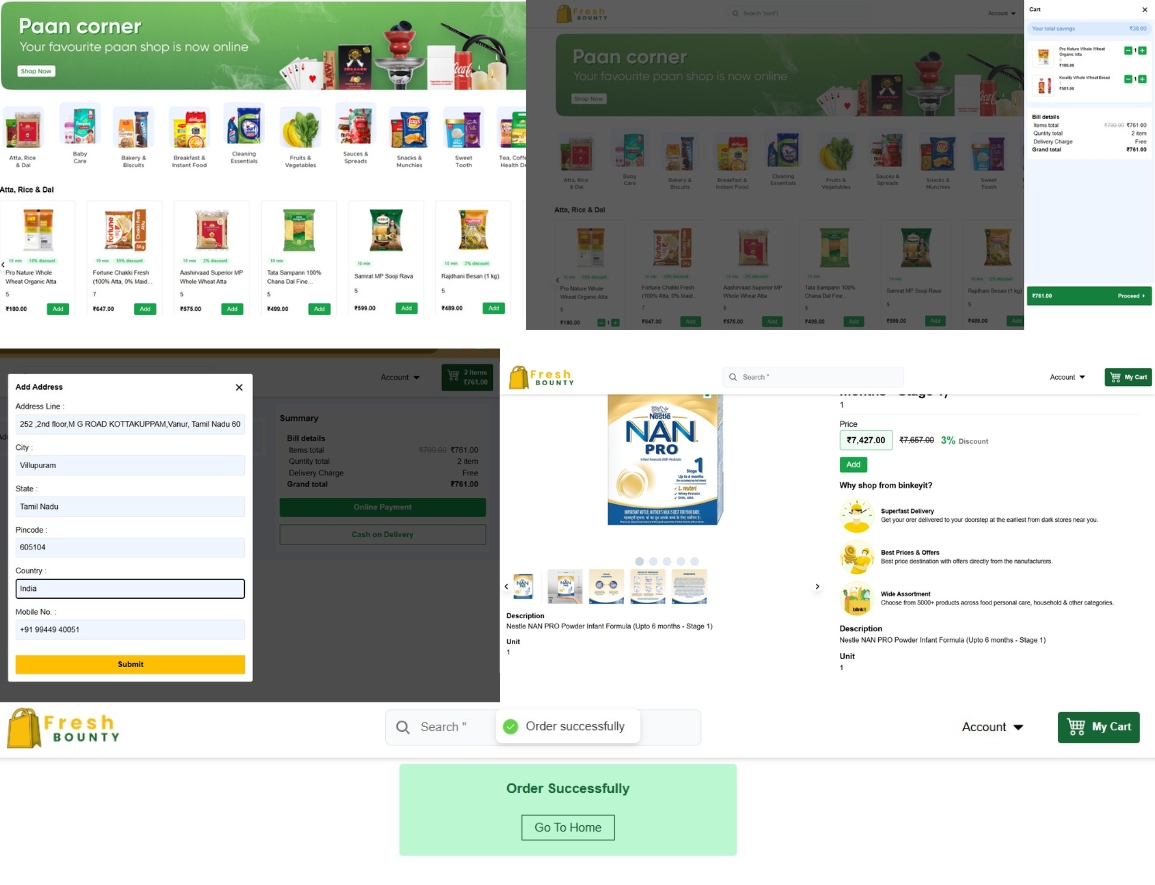 Paan corner
Your favourite paan shop is now online
Shop Now
Atta, Rice
& Dal
Baby
Care
Bakery &
Biscuits
Breakfast &
Instant Food
Cleaning
Essentials
Fruits &
Vegetables
Sauces &
Spreads
Snacks &
Munchies
Sweet
Tooth
Tea, Coffe
Health Dr
Atta, Rice & Dal
10 min 10% discount
Pro Nature Whole
Wheat Organic Atta
5
₹180.00 Add
10 min 10% discount
Fortune Chakki Fresh
(100% Atta, 0% Maid...
7
₹647.00 Add
10 min 2% discount
Aashirvaad Superior MP
Whole Wheat Atta
5
₹575.00 Add
10 min 2% discount
Tata Sampann 100%
Chana Dal Fine...
5
₹499.00 Add
10 min
Samrat MP Sooji Rava
5
₹599.00 Add
10 min 2% discount
Rajdhani Besan (1 kg)
5
₹489.00 Add
Fresh
BOUNTY
Account
Paan corner
Your favourite paan shop is now online
Shop Now
Atta, Rice
& Dal
Baby
Care
Bakery &
Biscuits
Breakfast &
Instant Food
Cleaning
Essentials
Fruits &
Vegetables
Sauces &
Spreads
Snacks &
Munchies
Sweet
Tooth
Atta, Rice & Dal
Pro Nature Whole
Wheat Organic Atta
5
₹180.00 1
Fortune Chakki Fresh
(100% Atta, 0% Maid...
7
₹647.00 Add
Aashirvaad Superior MP
Whole Wheat Atta
5
₹575.00 Add
Tata Sampann 100%
Chana Dal Fine...
5
₹499.00 Add
Samrat MP Sooji Rava
5
₹599.00 Add
Rajdhani Besan (1 kg)
5
₹489.00 Add
Cart
Your total savings ₹39.00
Pro Nature Whole Wheat
Organic Atta
₹180.00
1
Kwality Whole Wheat Bread
₹581.00
1
Bill details
Items total ₹790.00 ₹761.00
Quntity total 2 item
Delivery Charge Free
Grand total ₹761.00
₹761.00 Proceed
Add Address
Address Line :
252 ,2nd floor,M G ROAD KOTTAKUPPAM,Vanur, Tamil Nadu 60
City :
Villupuram
State :
Tamil Nadu
Pincode :
605104
Country :
India
Mobile No. :
+91 99449 40051
Submit
Account
2 Items
₹761.00
Summary
Bill details
Items total ₹790.00 ₹761.00
Quntity total 2 item
Delivery Charge Free
Grand total ₹761.00
Online Payment
Cash on Delivery
Fresh
BOUNTY
Search "
Account
My Cart
Nestle
NAN
PRO
1
Description
Nestle NAN PRO Powder Infant Formula (Upto 6 months - Stage 1)
Unit
1
Months - Stage 1)
1
Price
₹7,427.00 ₹7,657.00 3% Discount
Add
Why shop from binkeyit?
Superfast Delivery
Get your orer delivered to your doorstep at the earliest from dark stores near you.
Best Prices & Offers
Best price destination with offers directly from the nanufacturers.
Wide Assortment
Choose from 5000+ products across food personal care, household & other categories.
blinkit
Description
Nestle NAN PRO Powder Infant Formula (Upto 6 months - Stage 1)
Unit
1
Fresh
BOUNTY
Search "
Order successfully
Account
My Cart
Order Successfully
Go To Home